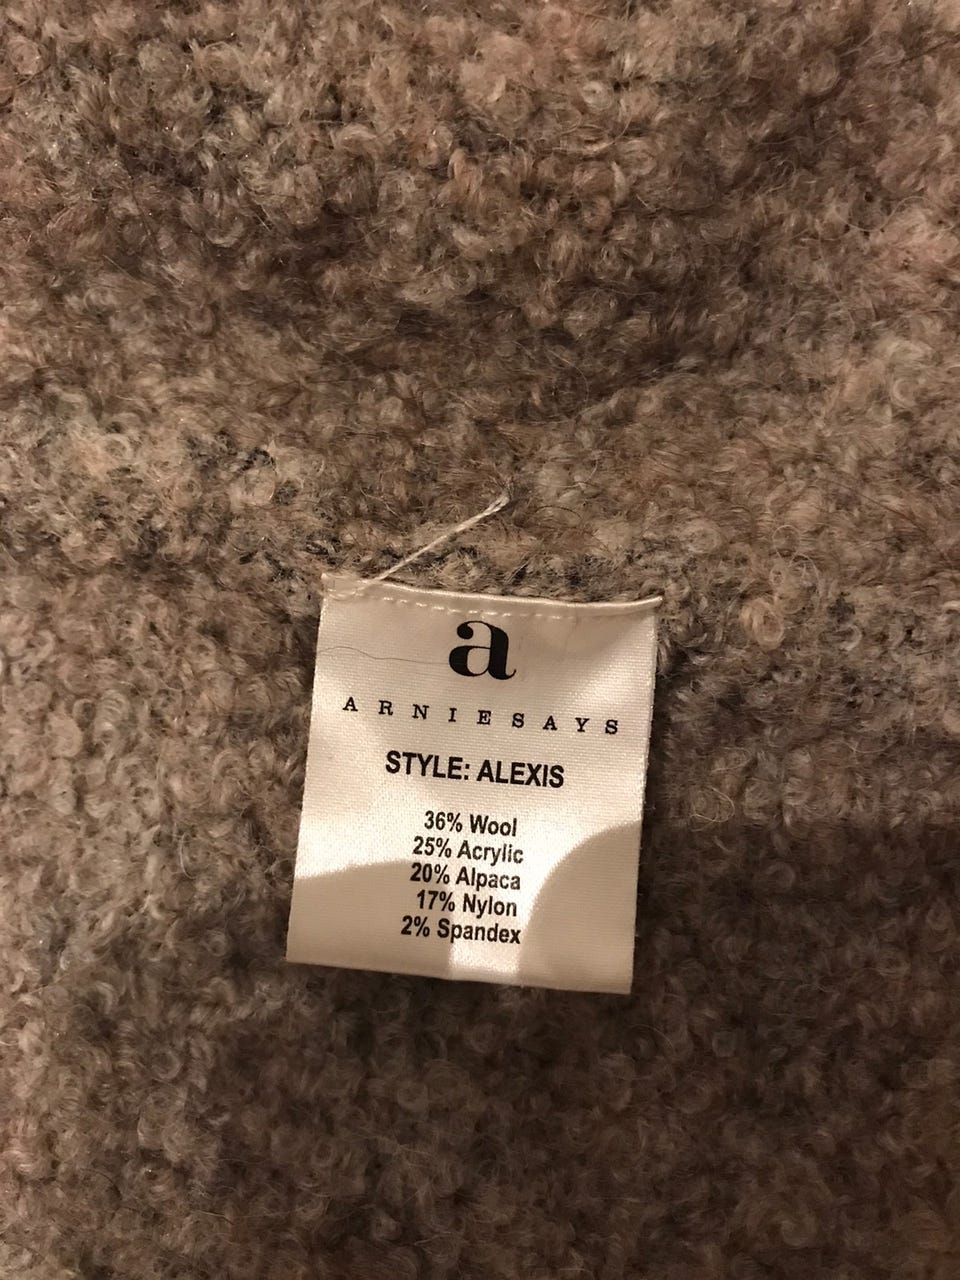 a
ARNIESAYS
STYLE: ALEXIS
36% Wool
25% Acrylic
20% Alpaca
17% Nylon
2% Spandex